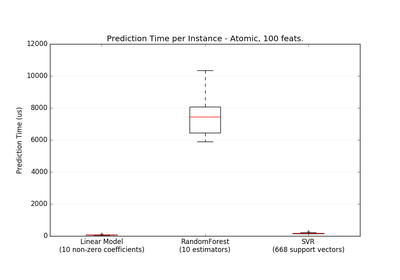 Prediction Time per Instance - Atomic, 100 feats.
12000
10000
8000
6000
4000
2000
0
Prediction Time (us)
Linear Model
(10 non-zero coefficients)
RandomForest
(10 estimators)
SVR
(668 support vectors)